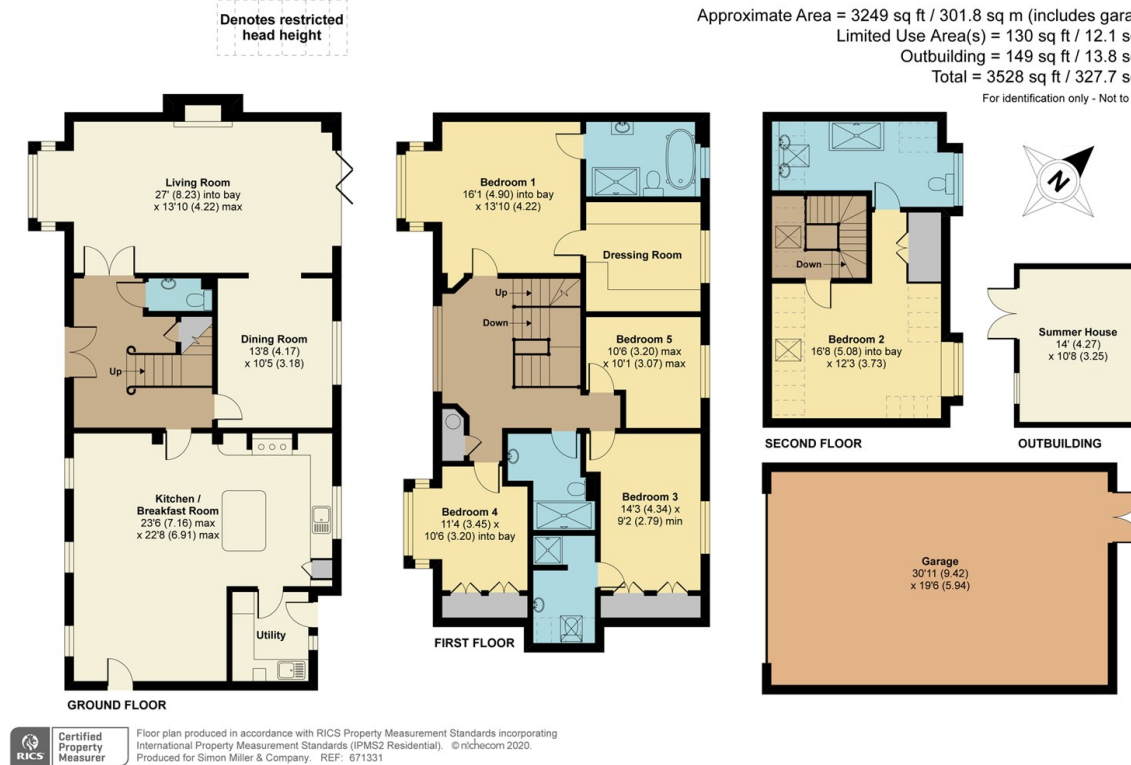 Denotes restricted
head height
Approximate Area = 3249 sq ft / 301.8 sq m (includes gara
Limited Use Area(s) = 130 sq ft / 12.1 s
Outbuilding = 149 sq ft / 13.8 s
Total = 3528 sq ft / 327.7 s
For identification only - Not to
Living Room
27' (8.23) into bay
x 13'10 (4.22) max
Dining Room
13'8 (4.17)
x 10'5 (3.18)
Up
Kitchen /
Breakfast Room
23'6 (7.16) max
x 22'8 (6.91) max
Utility
GROUND FLOOR
Bedroom 1
16'1 (4.90) into bay
x 13'10 (4.22)
Dressing Room
Up
Down
Bedroom 5
10'6 (3.20) max
x 10'1 (3.07) max
Bedroom 4
11'4 (3.45) x
10'6 (3.20) into bay
Bedroom 3
14'3 (4.34) x
9'2 (2.79) min
FIRST FLOOR
Down
Bedroom 2
16'8 (5.08) into bay
x 12'3 (3.73)
SECOND FLOOR
N
Summer House
14' (4.27)
x 10'8 (3.25)
OUTBUILDING
Garage
30'11 (9.42)
x 19'6 (5.94)
RICS
Certified
Property
Measurer
Floor plan produced in accordance with RICS Property Measurement Standards incorporating
International Property Measurement Standards (IPMS2 Residential). ©nichecom 2020.
Produced for Simon Miller & Company. REF: 671331